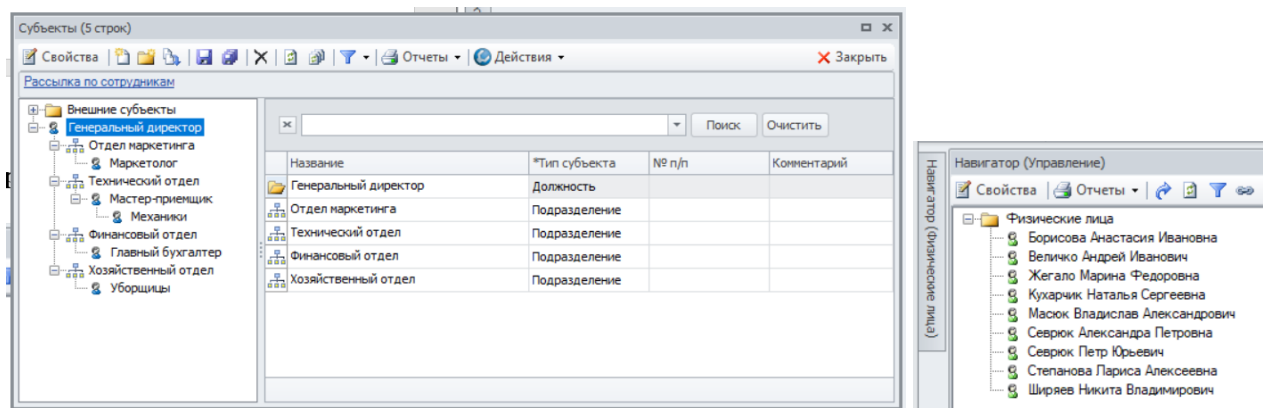 Субъекты (5 строк)
Свойства Отчеты Действия Закрыть
Рассылка по сотрудникам
Внешние субъекты
Генеральный директор
Отдел маркетинга
Маркетолог
Технический отдел
Мастер-приемщик
Механики
Финансовый отдел
Главный бухгалтер
Хозяйственный отдел
Уборщицы
Поиск Очистить
Название *Тип субъекта № п/п Комментарий
Генеральный директор Должность
Отдел маркетинга Подразделение
Технический отдел Подразделение
Финансовый отдел Подразделение
Хозяйственный отдел Подразделение
Навигатор (Физические лица)
Навигатор (Управление)
Свойства Отчеты
Физические лица
Борисова Анастасия Ивановна
Величко Андрей Иванович
Жегало Марина Федоровна
Кухарчик Наталья Сергеевна
Масюк Владислав Александрович
Севрюк Александра Петровна
Севрюк Петр Юрьевич
Степанова Лариса Алексеевна
Ширяев Никита Владимирович